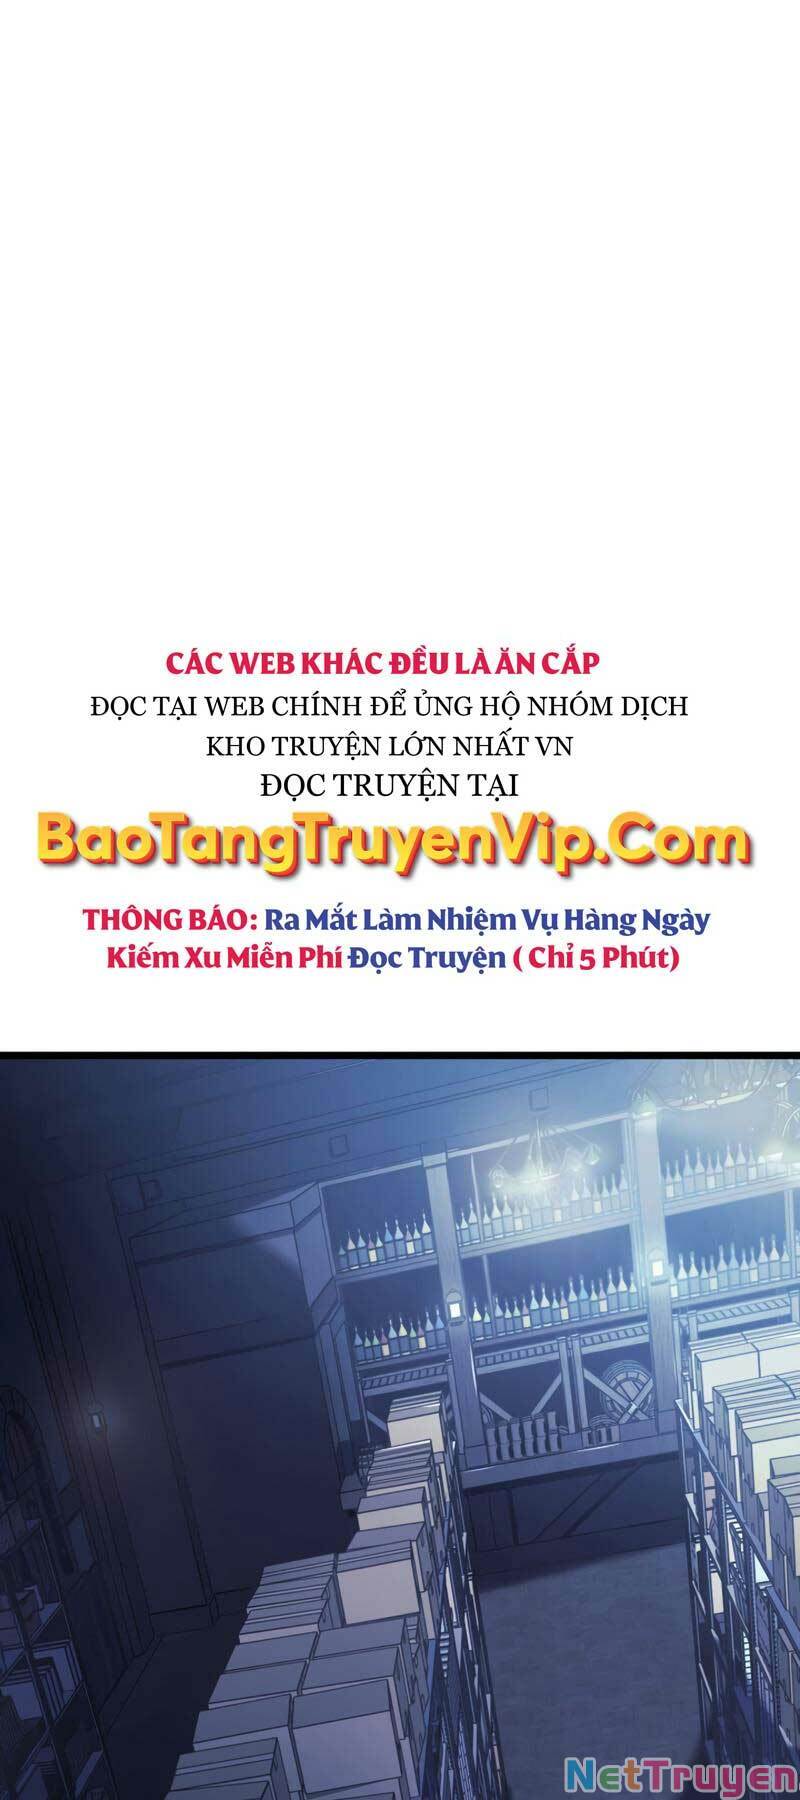 CÁC WEB KHÁC ĐỀU LÀ ĂN CẮP
ĐỌC TẠI WEB CHÍNH ĐỂ ỦNG HỘ NHÓM DỊCH
KHO TRUYỆN LỚN NHẤT VN
ĐỌC TRUYỆN TẠI
BaoTangTruyenVip.Com
THÔNG BÁO: Ra Mắt Làm Nhiệm Vụ Hàng Ngày
Kiếm Xu Miễn Phí Đọc Truyện ( Chỉ 5 Phút)
NetTruyen